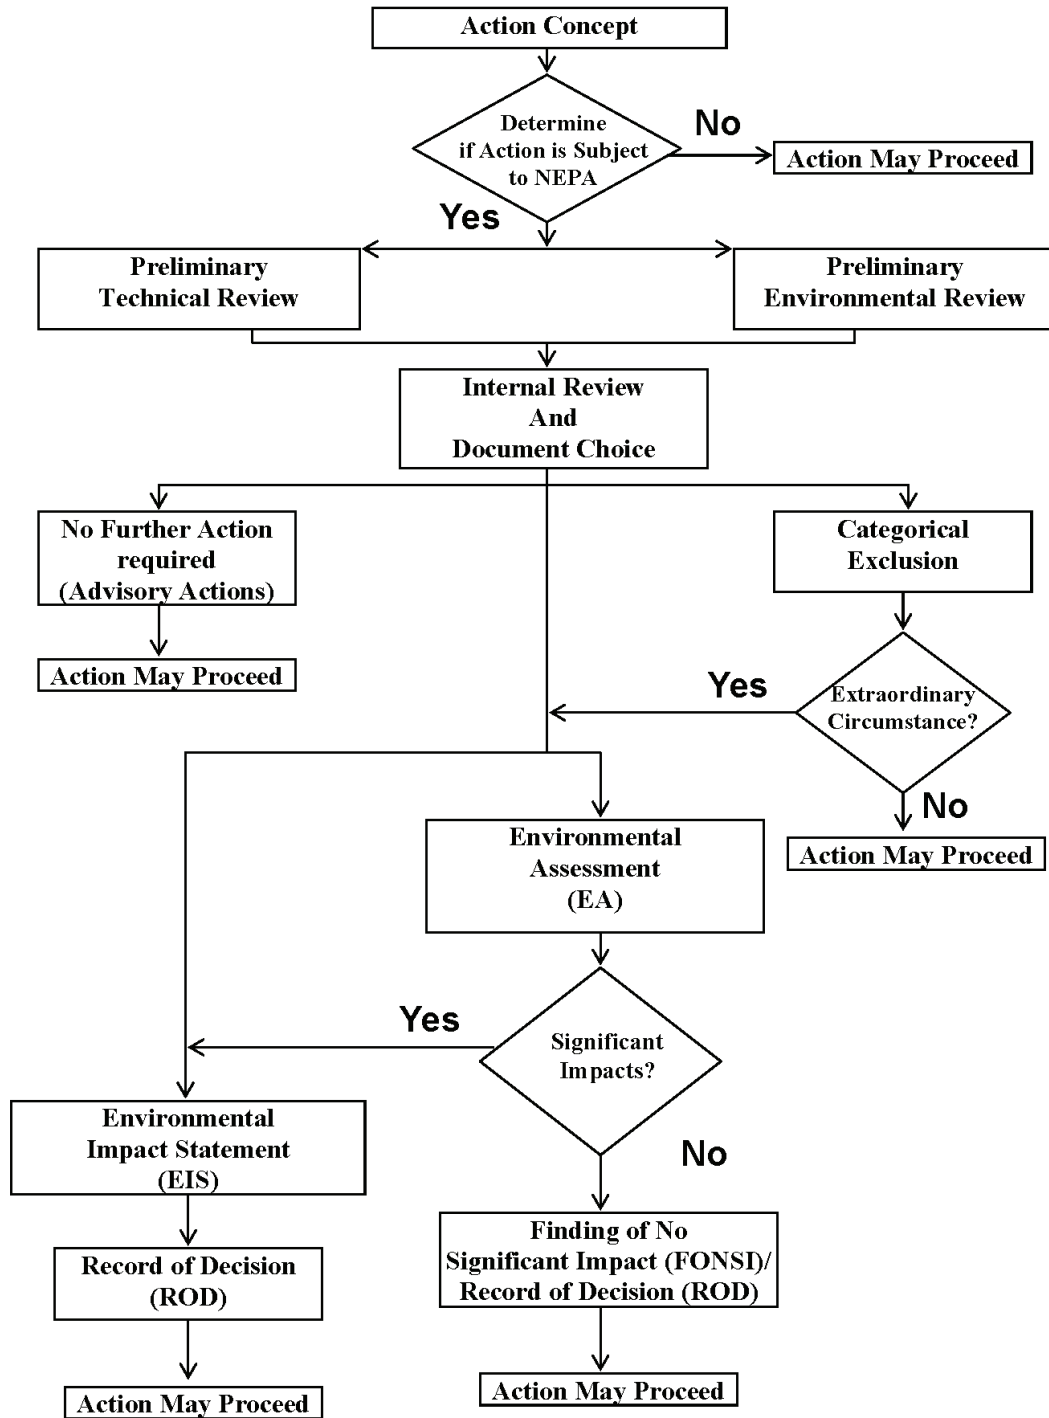 Action Concept
Determine
if Action is Subject
to NEPA
No
Action May Proceed
Yes
Preliminary
Technical Review
Preliminary
Environmental Review
Internal Review
And
Document Choice
No Further Action
required
(Advisory Actions)
Action May Proceed
Categorical
Exclusion
Extraordinary
Circumstance?
Yes
No
Action May Proceed
Environmental
Assessment
(EA)
Significant
Impacts?
Yes
No
Environmental
Impact Statement
(EIS)
Record of Decision
(ROD)
Action May Proceed
Finding of No
Significant Impact (FONSI)/
Record of Decision (ROD)
Action May Proceed